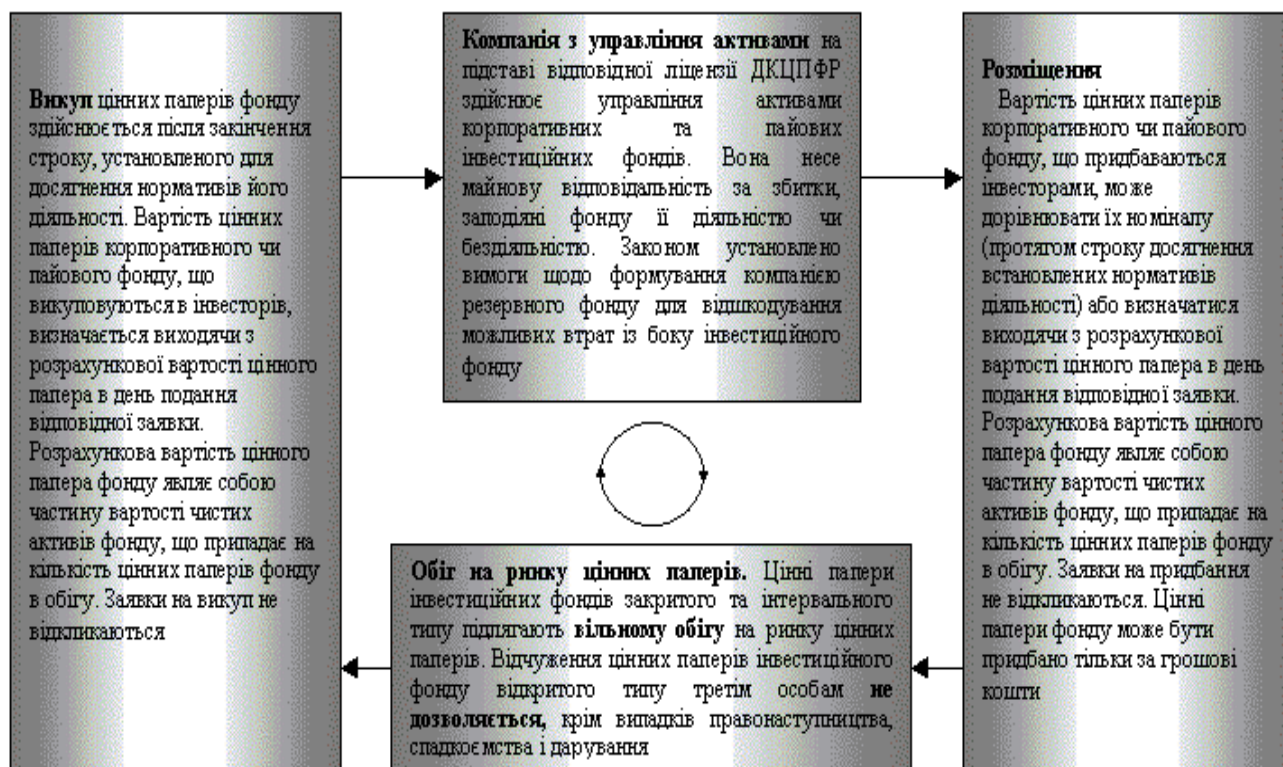 Викуп цінних паперів фонду
здійснюється після закінчення
строку, установленого для
досягнення нормативів його
діяльності. Вартість цінних
паперів корпоративного чи
пайового фонду, що
викуповуються в інвесторів,
визначається виходячи з
розрахункової вартості цінного
папера в день подання
відповідної заявки.
Розрахункова вартість цінного
папера фонду являє собою
частину вартості чистих
активів фонду, що припадає на
кількість цінних паперів фонду
в обігу. Заявки на викуп не
відкликаються
Компанія з управління активами на
підставі відповідної ліцензії ДКЦПФР
здійснює управління активами
корпоративних та пайових
інвестиційних фондів. Вона несе
майнову відповідальність за збитки,
заподіяні фонду її діяльністю чи
бездіяльністю. Законом установлено
вимоги щодо формування компанією
резервного фонду для відшкодування
можливих втрат із боку інвестиційного
фонду
Розміщення
Вартість цінних паперів
корпоративного чи пайового
фонду, що придбаваються
інвесторами, може
дорівнювати їх номіналу
(протягом строку досягнення
встановлених нормативів
діяльності) або визначатися
виходячи з розрахункової
вартості цінного папера в день
подання відповідної заявки.
Розрахункова вартість цінного
папера фонду являє собою
частину вартості чистих
активів фонду, що припадає на
кількість цінних паперів фонду
в обігу. Заявки на придбання
не відкликаються. Цінні
папери фонду може бути
придбано тільки за грошові
кошти
Обіг на ринку цінних паперів. Цінні папери
інвестиційних фондів закритого та інтервального
типу підлягають вільному обігу на ринку цінних
паперів. Відчуження цінних паперів інвестиційного
фонду відкритого типу третім особам не
дозволяється, крім випадків правонаступництва,
спадкоємства і дарування